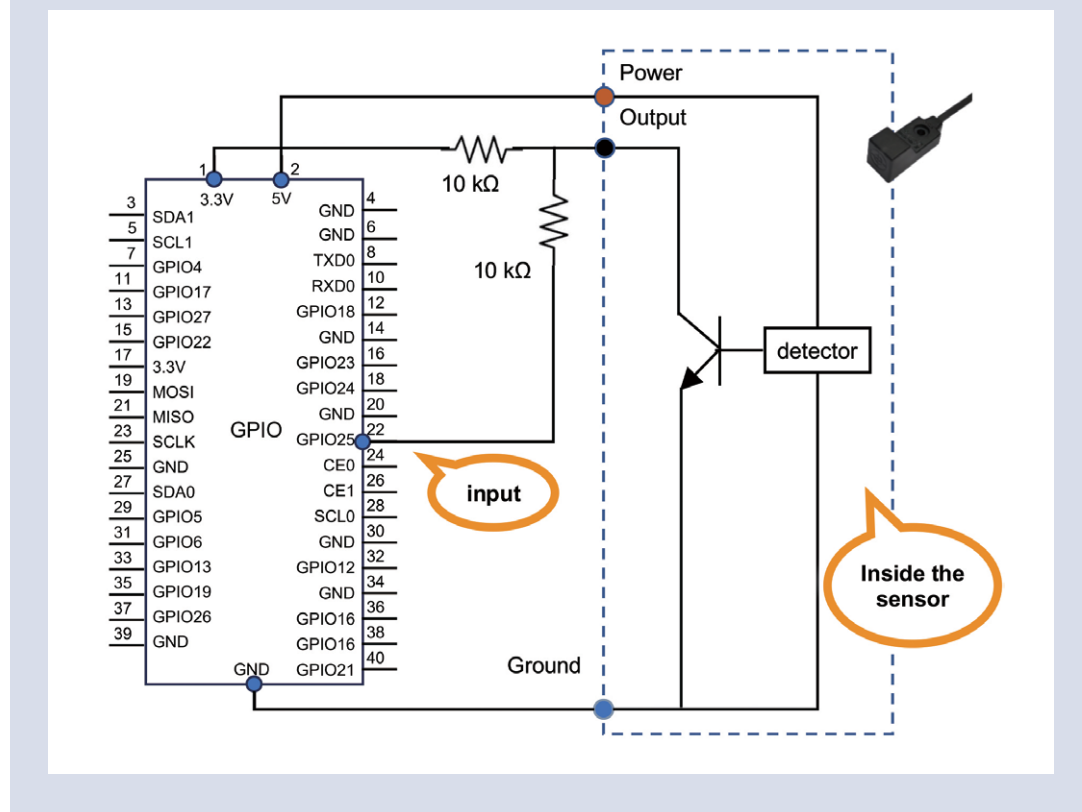 Power
Output
10 kΩ
10 kΩ
1
2
3.3V
5V
3
SDA1
GND
4
5
SCL1
GND
6
7
GPIO4
TXD0
8
11
GPIO17
RXD0
10
13
GPIO27
GPIO18
12
15
GPIO22
GND
14
17
3.3V
GPIO23
16
19
MOSI
GPIO24
18
21
MISO
GND
20
23
SCLK
GPIO
GPIO25
22
25
GND
CE0
24
27
SDA0
CE1
26
29
GPIO5
SCL0
28
31
GPIO6
GND
30
33
GPIO13
GPIO12
32
35
GPIO19
GND
34
37
GPIO26
GPIO16
36
39
GND
GPIO16
38
GND
GPIO21
40
input
detector
Inside the
sensor
Ground